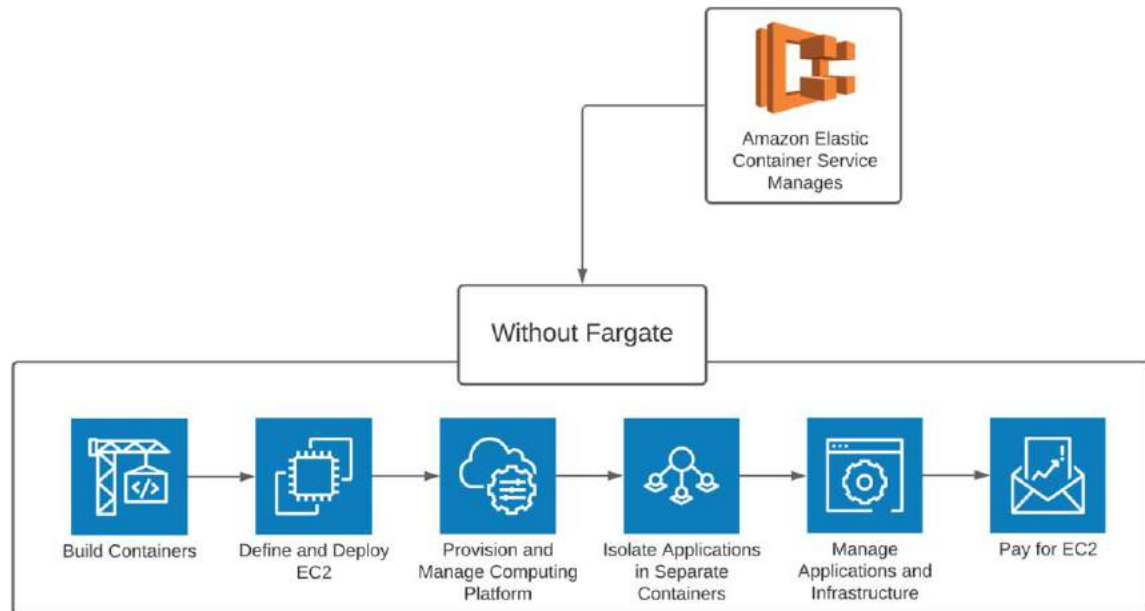 Amazon Elastic
Container Service
Manages
Without Fargate
</>
Build Containers
Define and Deploy
EC2
Provision and
Manage Computing
Platform
Isolate Applications
in Separate
Containers
Manage
Applications and
Infrastructure
!
Pay for EC2